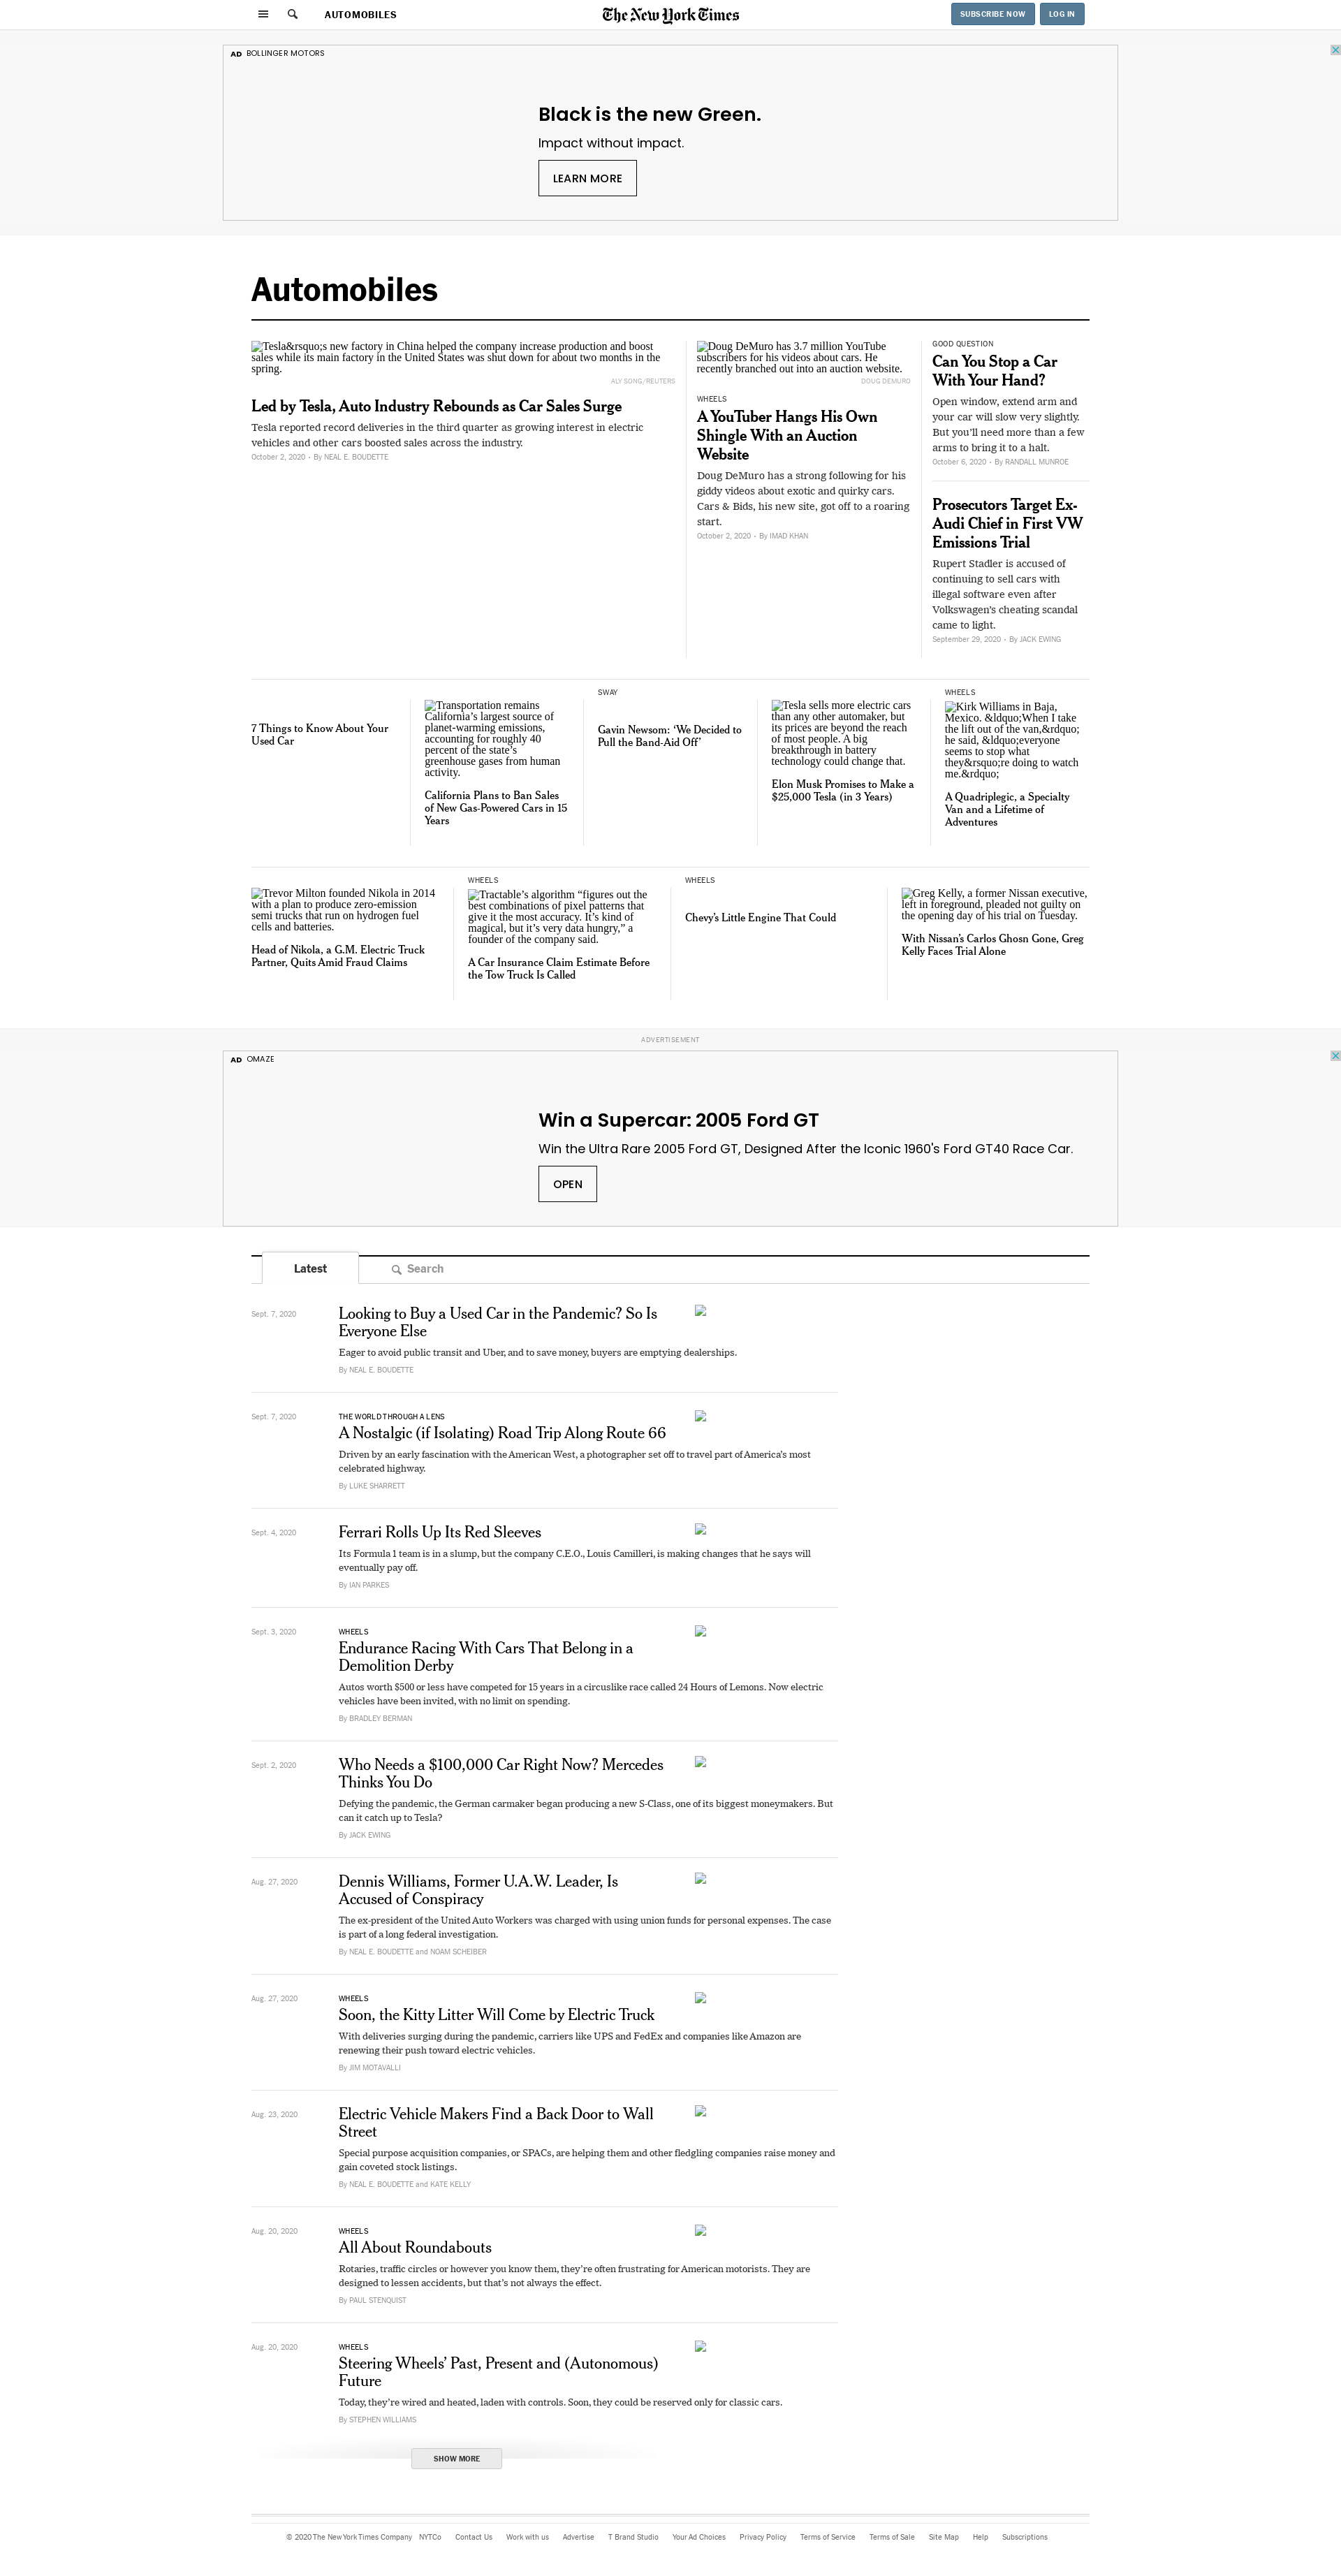 AUTOMOBILES
The New York Times
SUBSCRIBE NOW
LOG IN
AD BOLLINGER MOTORS
Black is the new Green.
Impact without impact.
LEARN MORE
Automobiles
Tesla&rsquo;s new factory in China helped the company increase production and boost
sales while its main factory in the United States was shut down for about two months in the
spring.
ALY SONG/REUTERS
Led by Tesla, Auto Industry Rebounds as Car Sales Surge
Tesla reported record deliveries in the third quarter as growing interest in electric
vehicles and other cars boosted sales across the industry.
October 2, 2020 • By NEAL E. BOUDETTE
Doug DeMuro has 3.7 million YouTube
subscribers for his videos about cars. He
recently branched out into an auction website.
DOUG DEMURO
WHEELS
A YouTuber Hangs His Own
Shingle With an Auction
Website
Doug DeMuro has a strong following for his
giddy videos about exotic and quirky cars.
Cars & Bids, his new site, got off to a roaring
start.
October 2, 2020 • By IMAD KHAN
GOOD QUESTION
Can You Stop a Car
With Your Hand?
Open window, extend arm and
your car will slow very slightly.
But you’ll need more than a few
arms to bring it to a halt.
October 6, 2020 • By RANDALL MUNROE
Prosecutors Target Ex-
Audi Chief in First VW
Emissions Trial
Rupert Stadler is accused of
continuing to sell cars with
illegal software even after
Volkswagen’s cheating scandal
came to light.
September 29, 2020 • By JACK EWING
7 Things to Know About Your
Used Car
Transportation remains
California’s largest source of
planet-warming emissions,
accounting for roughly 40
percent of the state’s
greenhouse gases from human
activity.
California Plans to Ban Sales
of New Gas-Powered Cars in 15
Years
SWAY
Gavin Newsom: ‘We Decided to
Pull the Band-Aid Off’
Tesla sells more electric cars
than any other automaker, but
its prices are beyond the reach
of most people. A big
breakthrough in battery
technology could change that.
Elon Musk Promises to Make a
$25,000 Tesla (in 3 Years)
WHEELS
Kirk Williams in Baja,
Mexico. &ldquo;When I take
the lift out of the van,&rdquo;
he said, &ldquo;everyone
seems to stop what
they&rsquo;re doing to watch
me.&rdquo;
A Quadriplegic, a Specialty
Van and a Lifetime of
Adventures
Trevor Milton founded Nikola in 2014
with a plan to produce zero-emission
semi trucks that run on hydrogen fuel
cells and batteries.
Head of Nikola, a G.M. Electric Truck
Partner, Quits Amid Fraud Claims
WHEELS
Tractable’s algorithm “figures out the
best combinations of pixel patterns that
give it the most accuracy. It’s kind of
magical, but it’s very data hungry,” a
founder of the company said.
A Car Insurance Claim Estimate Before
the Tow Truck Is Called
WHEELS
Chevy’s Little Engine That Could
Greg Kelly, a former Nissan executive,
left in foreground, pleaded not guilty on
the opening day of his trial on Tuesday.
With Nissan’s Carlos Ghosn Gone, Greg
Kelly Faces Trial Alone
ADVERTISEMENT
AD OMAZE
Win a Supercar: 2005 Ford GT
Win the Ultra Rare 2005 Ford GT, Designed After the Iconic 1960's Ford GT40 Race Car.
OPEN
Latest
Search
Sept. 7, 2020
Looking to Buy a Used Car in the Pandemic? So Is
Everyone Else
Eager to avoid public transit and Uber, and to save money, buyers are emptying dealerships.
By NEAL E. BOUDETTE
Sept. 7, 2020
THE WORLD THROUGH A LENS
A Nostalgic (if Isolating) Road Trip Along Route 66
Driven by an early fascination with the American West, a photographer set off to travel part of America’s most
celebrated highway.
By LUKE SHARRETT
Sept. 4, 2020
Ferrari Rolls Up Its Red Sleeves
Its Formula 1 team is in a slump, but the company C.E.O., Louis Camilleri, is making changes that he says will
eventually pay off.
By IAN PARKES
Sept. 3, 2020
WHEELS
Endurance Racing With Cars That Belong in a
Demolition Derby
Autos worth $500 or less have competed for 15 years in a circuslike race called 24 Hours of Lemons. Now electric
vehicles have been invited, with no limit on spending.
By BRADLEY BERMAN
Sept. 2, 2020
Who Needs a $100,000 Car Right Now? Mercedes
Thinks You Do
Defying the pandemic, the German carmaker began producing a new S-Class, one of its biggest moneymakers. But
can it catch up to Tesla?
By JACK EWING
Aug. 27, 2020
Dennis Williams, Former U.A.W. Leader, Is
Accused of Conspiracy
The ex-president of the United Auto Workers was charged with using union funds for personal expenses. The case
is part of a long federal investigation.
By NEAL E. BOUDETTE and NOAM SCHEIBER
Aug. 27, 2020
WHEELS
Soon, the Kitty Litter Will Come by Electric Truck
With deliveries surging during the pandemic, carriers like UPS and FedEx and companies like Amazon are
renewing their push toward electric vehicles.
By JIM MOTAVALLI
Aug. 23, 2020
Electric Vehicle Makers Find a Back Door to Wall
Street
Special purpose acquisition companies, or SPACs, are helping them and other fledgling companies raise money and
gain coveted stock listings.
By NEAL E. BOUDETTE and KATE KELLY
Aug. 20, 2020
WHEELS
All About Roundabouts
Rotaries, traffic circles or however you know them, they’re often frustrating for American motorists. They are
designed to lessen accidents, but that’s not always the effect.
By PAUL STENQUIST
Aug. 20, 2020
WHEELS
Steering Wheels’ Past, Present and (Autonomous)
Future
Today, they’re wired and heated, laden with controls. Soon, they could be reserved only for classic cars.
By STEPHEN WILLIAMS
SHOW MORE
© 2020 The New York Times Company NYTCo Contact Us Work with us Advertise T Brand Studio Your Ad Choices Privacy Policy Terms of Service Terms of Sale Site Map Help Subscriptions